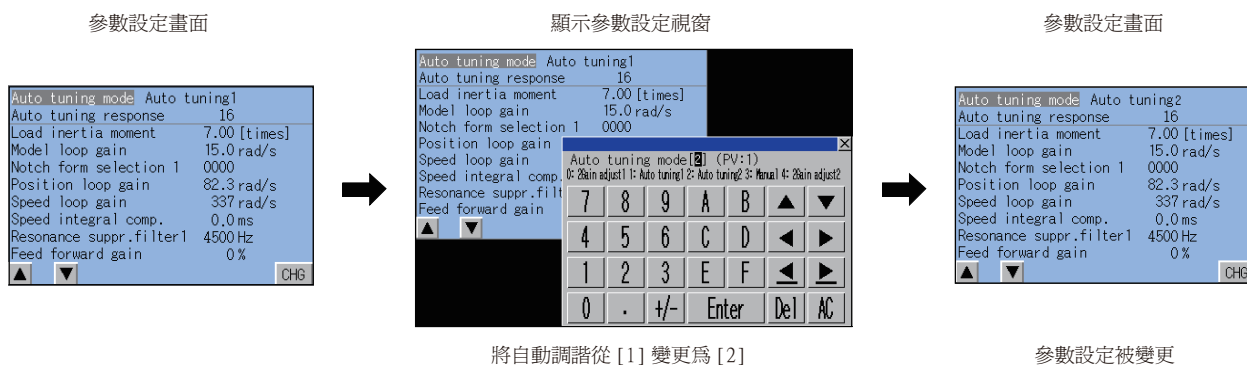 參數設定畫面
Auto tuning mode Auto tuning1
Auto tuning response 16
Load inertia moment 7.00 [times]
Model loop gain 15.0 rad/s
Notch form selection 1 0000
Position loop gain 82.3 rad/s
Speed loop gain 337 rad/s
Speed integral comp. 0.0 ms
Resonance suppr.filter1 4500 Hz
Feed forward gain 0 %
▲ ▼ CHG
顯示參數設定視窗
Auto tuning mode Auto tuning1
Auto tuning response 16
Load inertia moment 7.00 [times]
Model loop gain 15.0 rad/s
Notch form selection 1 0000
Position loop gain
Speed loop gain
Speed integral comp.
Resonance suppr.filt
Feed forward gain
▲ ▼
×
Auto tuning mode[2] (PV:1)
0: 2Gain adjust1 1: Auto tuning1 2: Auto tuning2 3: Manual 4: 2Gain adjust2
7 8 9 A B ▲ ▼
4 5 6 C D ◀ ▶
1 2 3 E F ◀ ▶
0 . +/- Enter Del AC
將自動調諧從 [1] 變更爲 [2]
參數設定畫面
Auto tuning mode Auto tuning2
Auto tuning response 16
Load inertia moment 7.00 [times]
Model loop gain 15.0 rad/s
Notch form selection 1 0000
Position loop gain 82.3 rad/s
Speed loop gain 337 rad/s
Speed integral comp. 0.0 ms
Resonance suppr.filter1 4500 Hz
Feed forward gain 0 %
▲ ▼ CHG
參數設定被變更